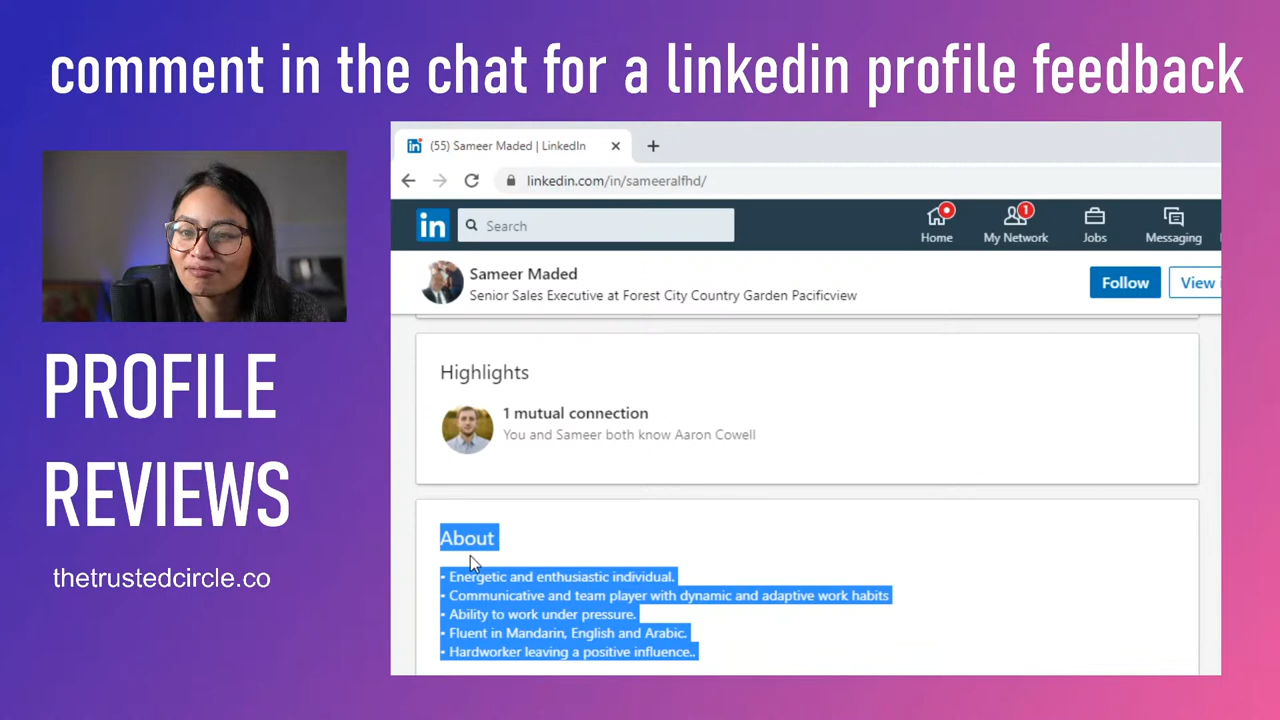 comment in the chat for a linkedin profile feedback
(55) Sameer Maded | LinkedIn
linkedin.com/in/sameeralfhd/
in
Search
1
Home
My Network
Jobs
Messaging
Sameer Maded
Senior Sales Executive at Forest City Country Garden Pacificview
Follow
View
Highlights
1 mutual connection
You and Sameer both know Aaron Cowell
About
• Energetic and enthusiastic individual.
• Communicative and team player with dynamic and adaptive work habits
• Ability to work under pressure.
• Fluent in Mandarin, English and Arabic.
• Hardworker leaving a positive influence..
PROFILE
REVIEWS
thetrustedcircle.co